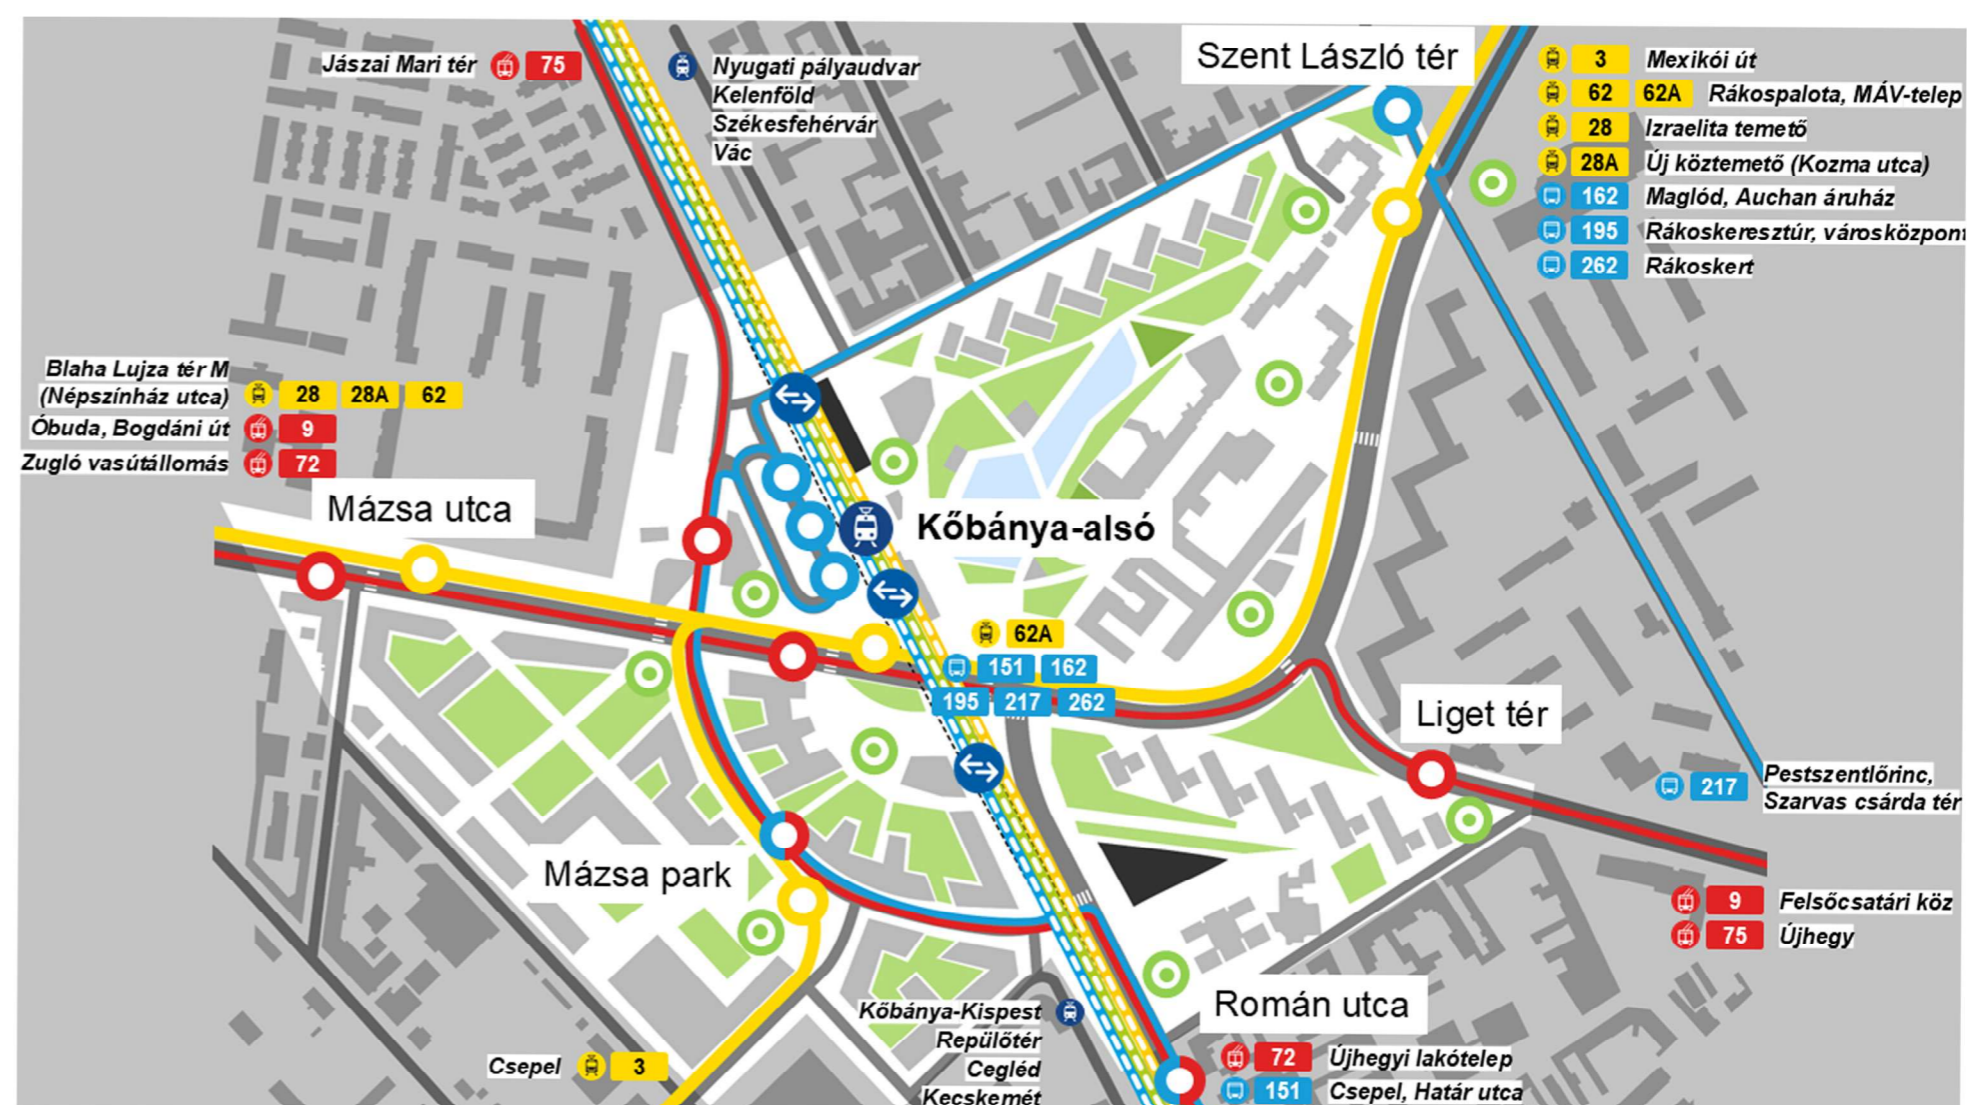 Szent László tér
Jászai Mari tér 75
Nyugati pályaudvar
Kelenföld
Székesfehérvár
Vác
3 Mexikói út
62 62A Rákospalota, MÁV-telep
28 Izraelita temető
28A Új köztemető (Kozma utca)
162 Maglód, Auchan áruház
195 Rákoskeresztúr, városközpont
262 Rákoskert
Blaha Lujza tér M
(Népszínház utca) 28 28A 62
Óbuda, Bogdáni út 9
Zugló vasútállomás 72
Mázsa utca
Kőbánya-alsó
62A
151 162
195 217 262
Liget tér
217 Pestszentlőrinc,
Szarvas csárda tér
Mázsa park
9 Felsőcsatári köz
75 Újhegy
Kőbánya-Kispest
Repülőtér
Cegléd
Kecskemét
Román utca
72 Újhegyi lakótelep
151 Csepel, Határ utca
Csepel 3